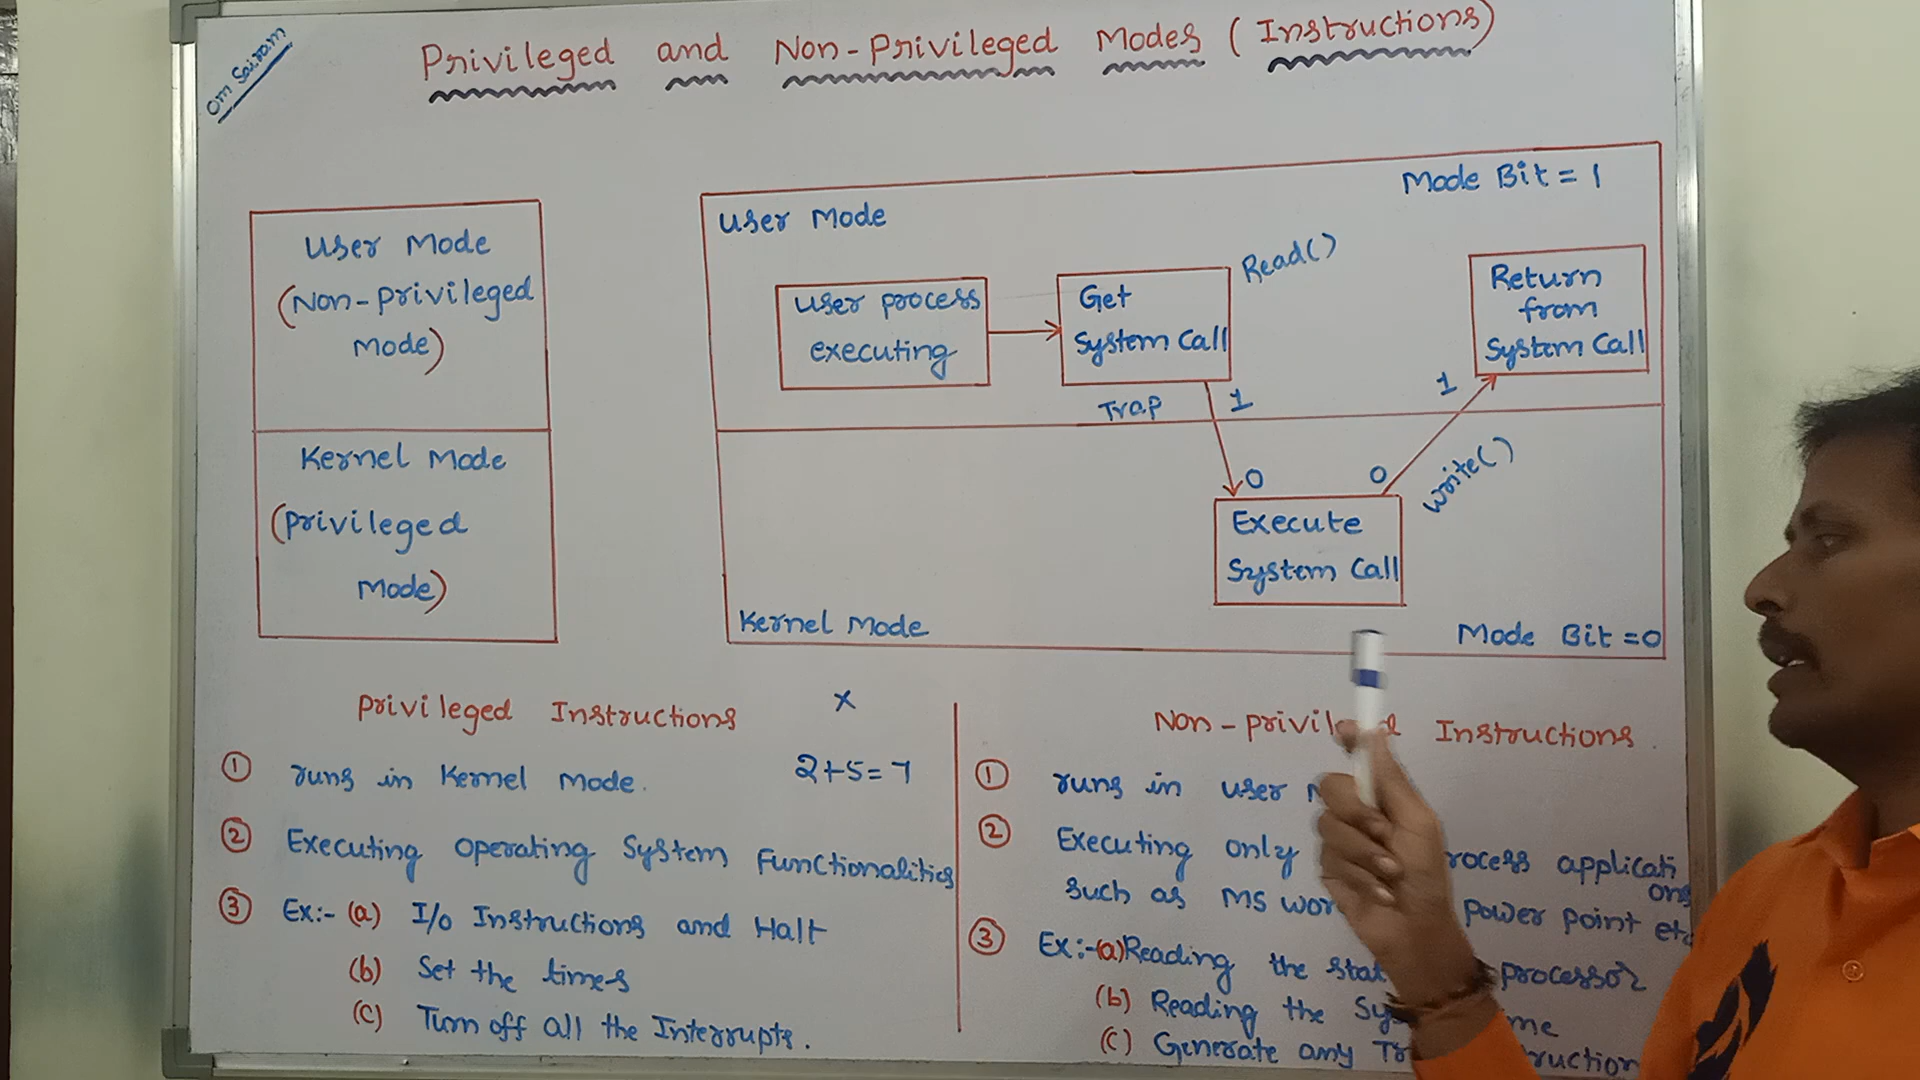 Om Sairam
Privileged and Non-Privileged Modes (Instructions)
User Mode
(Non-privileged
Mode)
Kernel Mode
(privileged
Mode)
User Mode
Mode Bit = 1
User process
executing
Get
System Call
Read()
Return
from
System Call
Trap
1
1
0
0
Write()
Execute
System Call
Kernel Mode
Mode Bit =0
Privileged Instructions
x
① runs in Kernel Mode.
2+5=7
② Executing operating System Functionalities
③ Ex:- (a) I/o Instructions and Halt
(b) Set the times
(c) Turn off all the Interrupts.
Non-privil Instructions.
① runs in user
② Executing only rocess applicati
ons
such as MS wor power point etc
③ Ex:-(a) Reading the stat processor
(b) Reading the Sys me
(c) Generate any Tr ruction